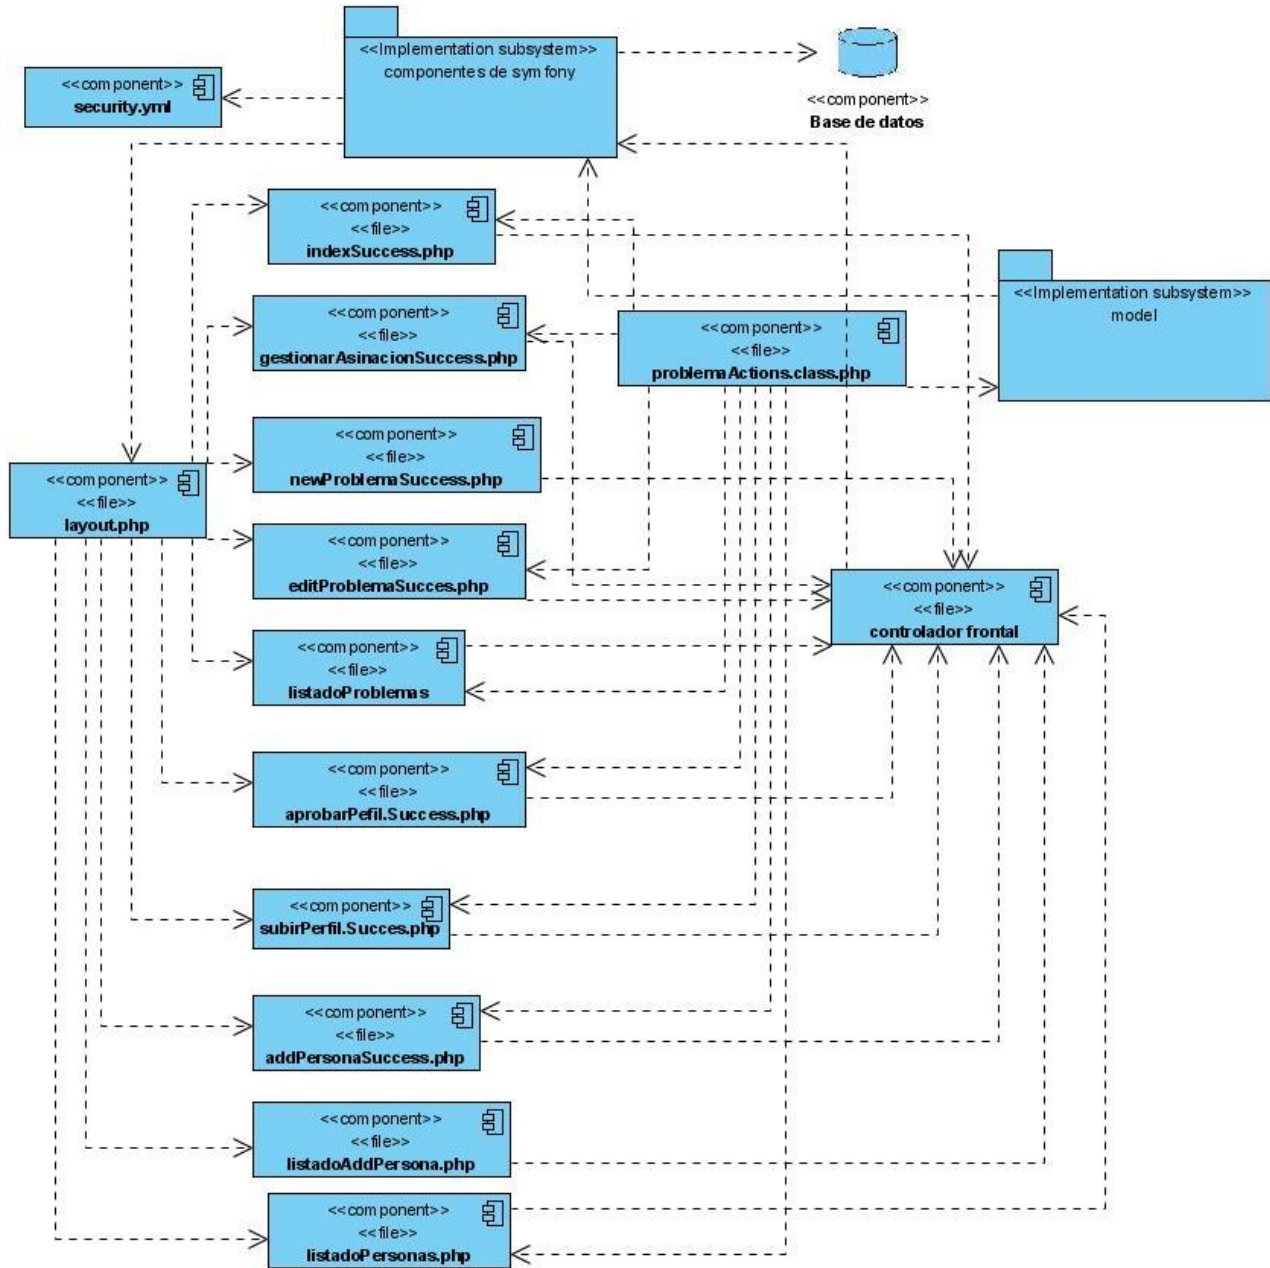 <<Implementation subsystem>>
componentes de symfony
<<component>>
security.yml
<<component>>
Base de datos
<<component>>
<<file>>
indexSuccess.php
<<Implementation subsystem>>
model
<<component>>
<<file>>
gestionarAsinacionSuccess.php
<<component>>
<<file>>
problemaActions.class.php
<<component>>
<<file>>
newProblemaSuccess.php
<<component>>
<<file>>
layout.php
<<component>>
<<file>>
editProblemaSucces.php
<<component>>
<<file>>
controlador frontal
<<component>>
<<file>>
listadoProblemas
<<component>>
<<file>>
aprobarPefil.Success.php
<<component>>
subirPerfil.Succes.php
<<component>>
<<file>>
addPersonaSuccess.php
<<component>>
<<file>>
listadoAddPersona.php
<<component>>
<<file>>
listadoPersonas.php